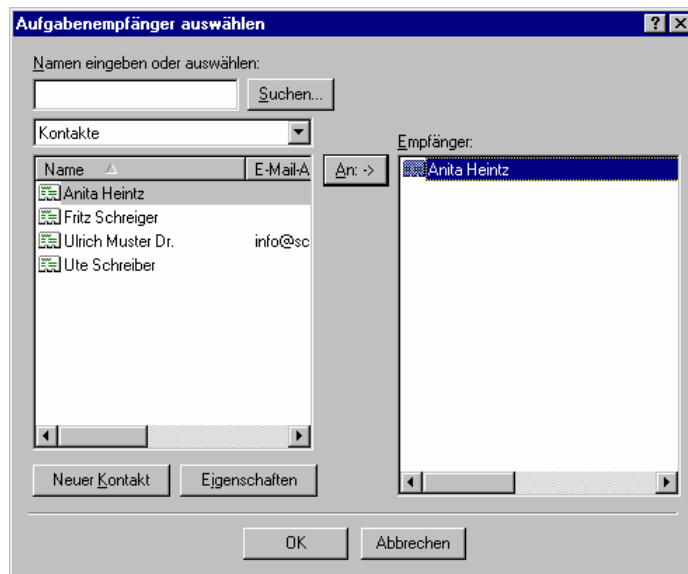 Aufgabenempfänger auswählen
Namen eingeben oder auswählen:
Suchen...
Kontakte
Empfänger:
Name E-Mail-A
An: ->
Anita Heintz
Anita Heintz
Fritz Schreiger
Ulrich Muster Dr. info@sc
Ute Schreiber
Neuer Kontakt
Eigenschaften
OK
Abbrechen